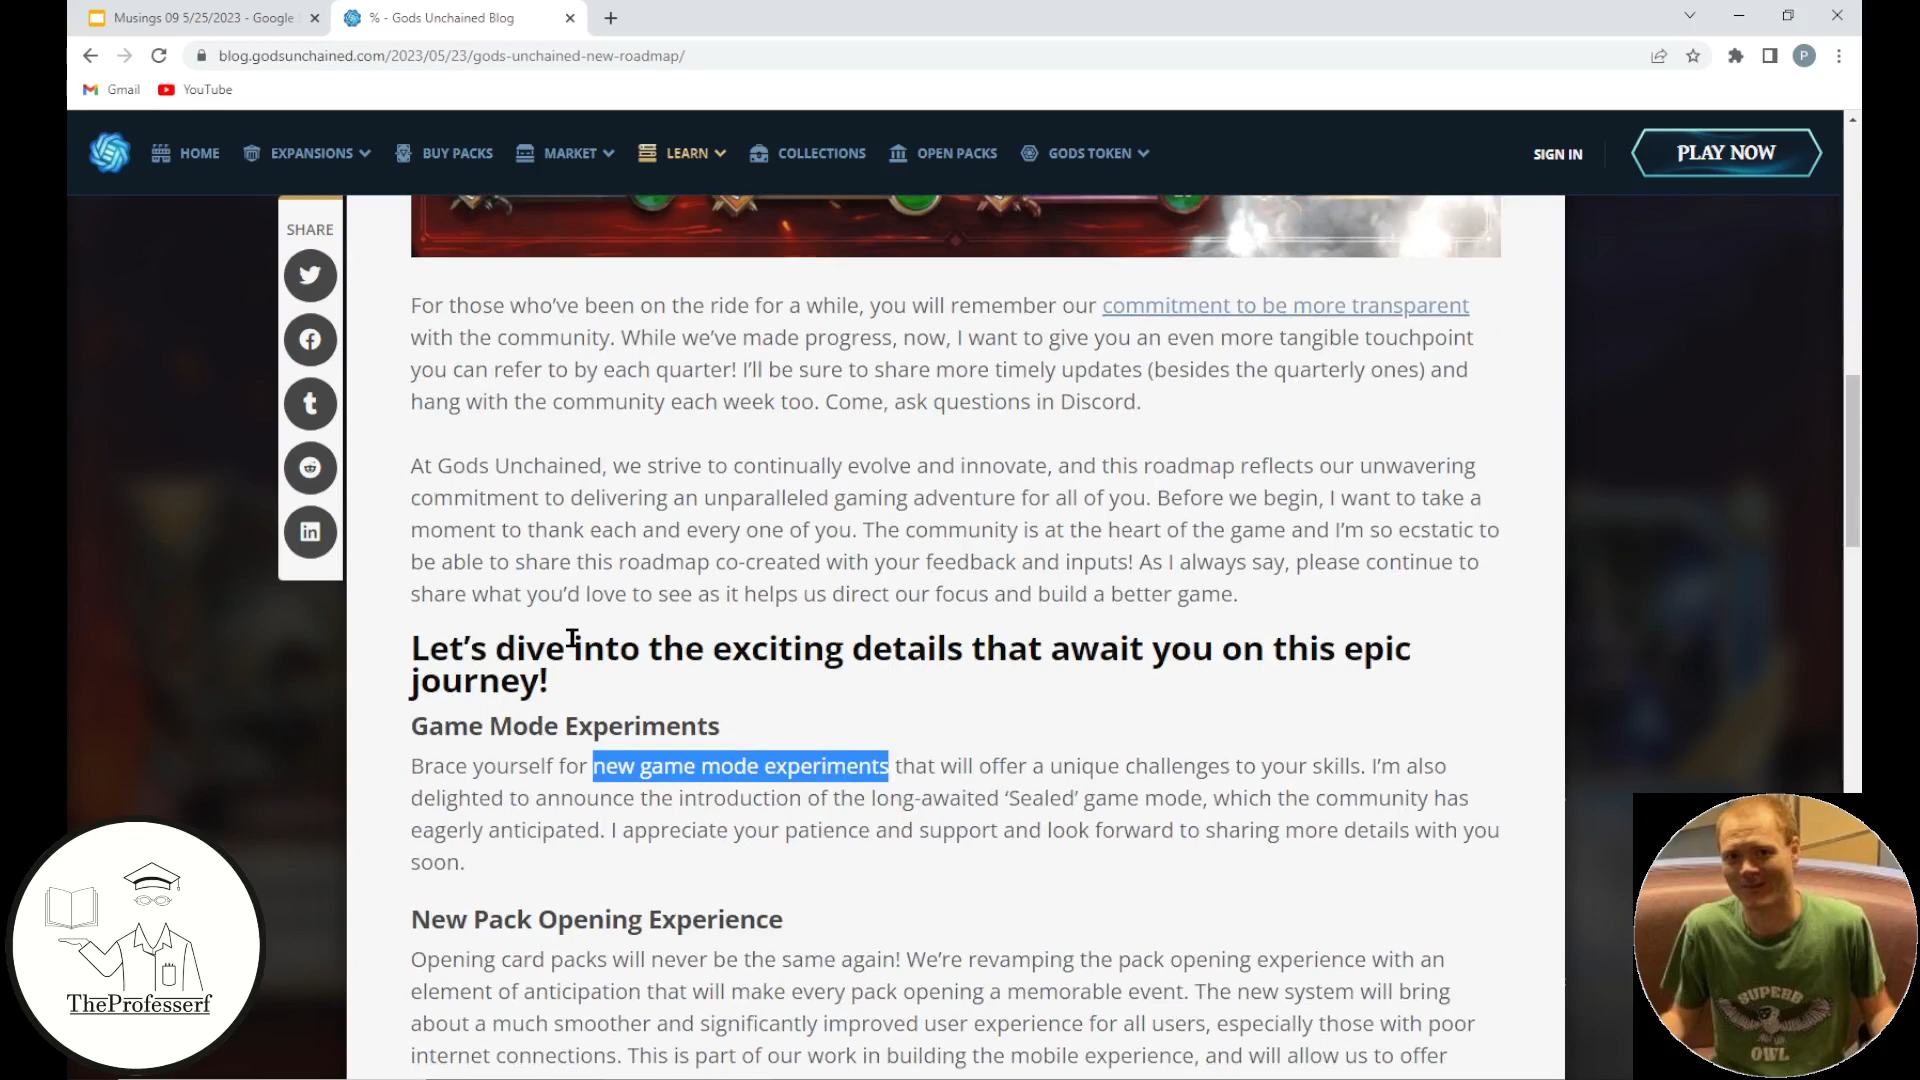 Musings 09 5/25/2023 - Google
% - Gods Unchained Blog
blog.godsunchained.com/2023/05/23/gods-unchained-new-roadmap/
P
Gmail
YouTube
HOME
EXPANSIONS
BUY PACKS
MARKET
LEARN
COLLECTIONS
OPEN PACKS
GODS TOKEN
SIGN IN
PLAY NOW
SHARE
For those who've been on the ride for a while, you will remember our commitment to be more transparent
with the community. While we've made progress, now, I want to give you an even more tangible touchpoint
you can refer to by each quarter! I'll be sure to share more timely updates (besides the quarterly ones) and
hang with the community each week too. Come, ask questions in Discord.
At Gods Unchained, we strive to continually evolve and innovate, and this roadmap reflects our unwavering
commitment to delivering an unparalleled gaming adventure for all of you. Before we begin, I want to take a
moment to thank each and every one of you. The community is at the heart of the game and I'm so ecstatic to
be able to share this roadmap co-created with your feedback and inputs! As I always say, please continue to
share what you'd love to see as it helps us direct our focus and build a better game.
Let's dive into the exciting details that await you on this epic
journey!
Game Mode Experiments
Brace yourself for new game mode experiments that will offer a unique challenges to your skills. I'm also
delighted to announce the introduction of the long-awaited 'Sealed' game mode, which the community has
eagerly anticipated. I appreciate your patience and support and look forward to sharing more details with you
soon.
New Pack Opening Experience
Opening card packs will never be the same again! We're revamping the pack opening experience with an
element of anticipation that will make every pack opening a memorable event. The new system will bring
about a much smoother and significantly improved user experience for all users, especially those with poor
internet connections. This is part of our work in building the mobile experience, and will allow us to offer
TheProfesserf
SUPERB
OWL